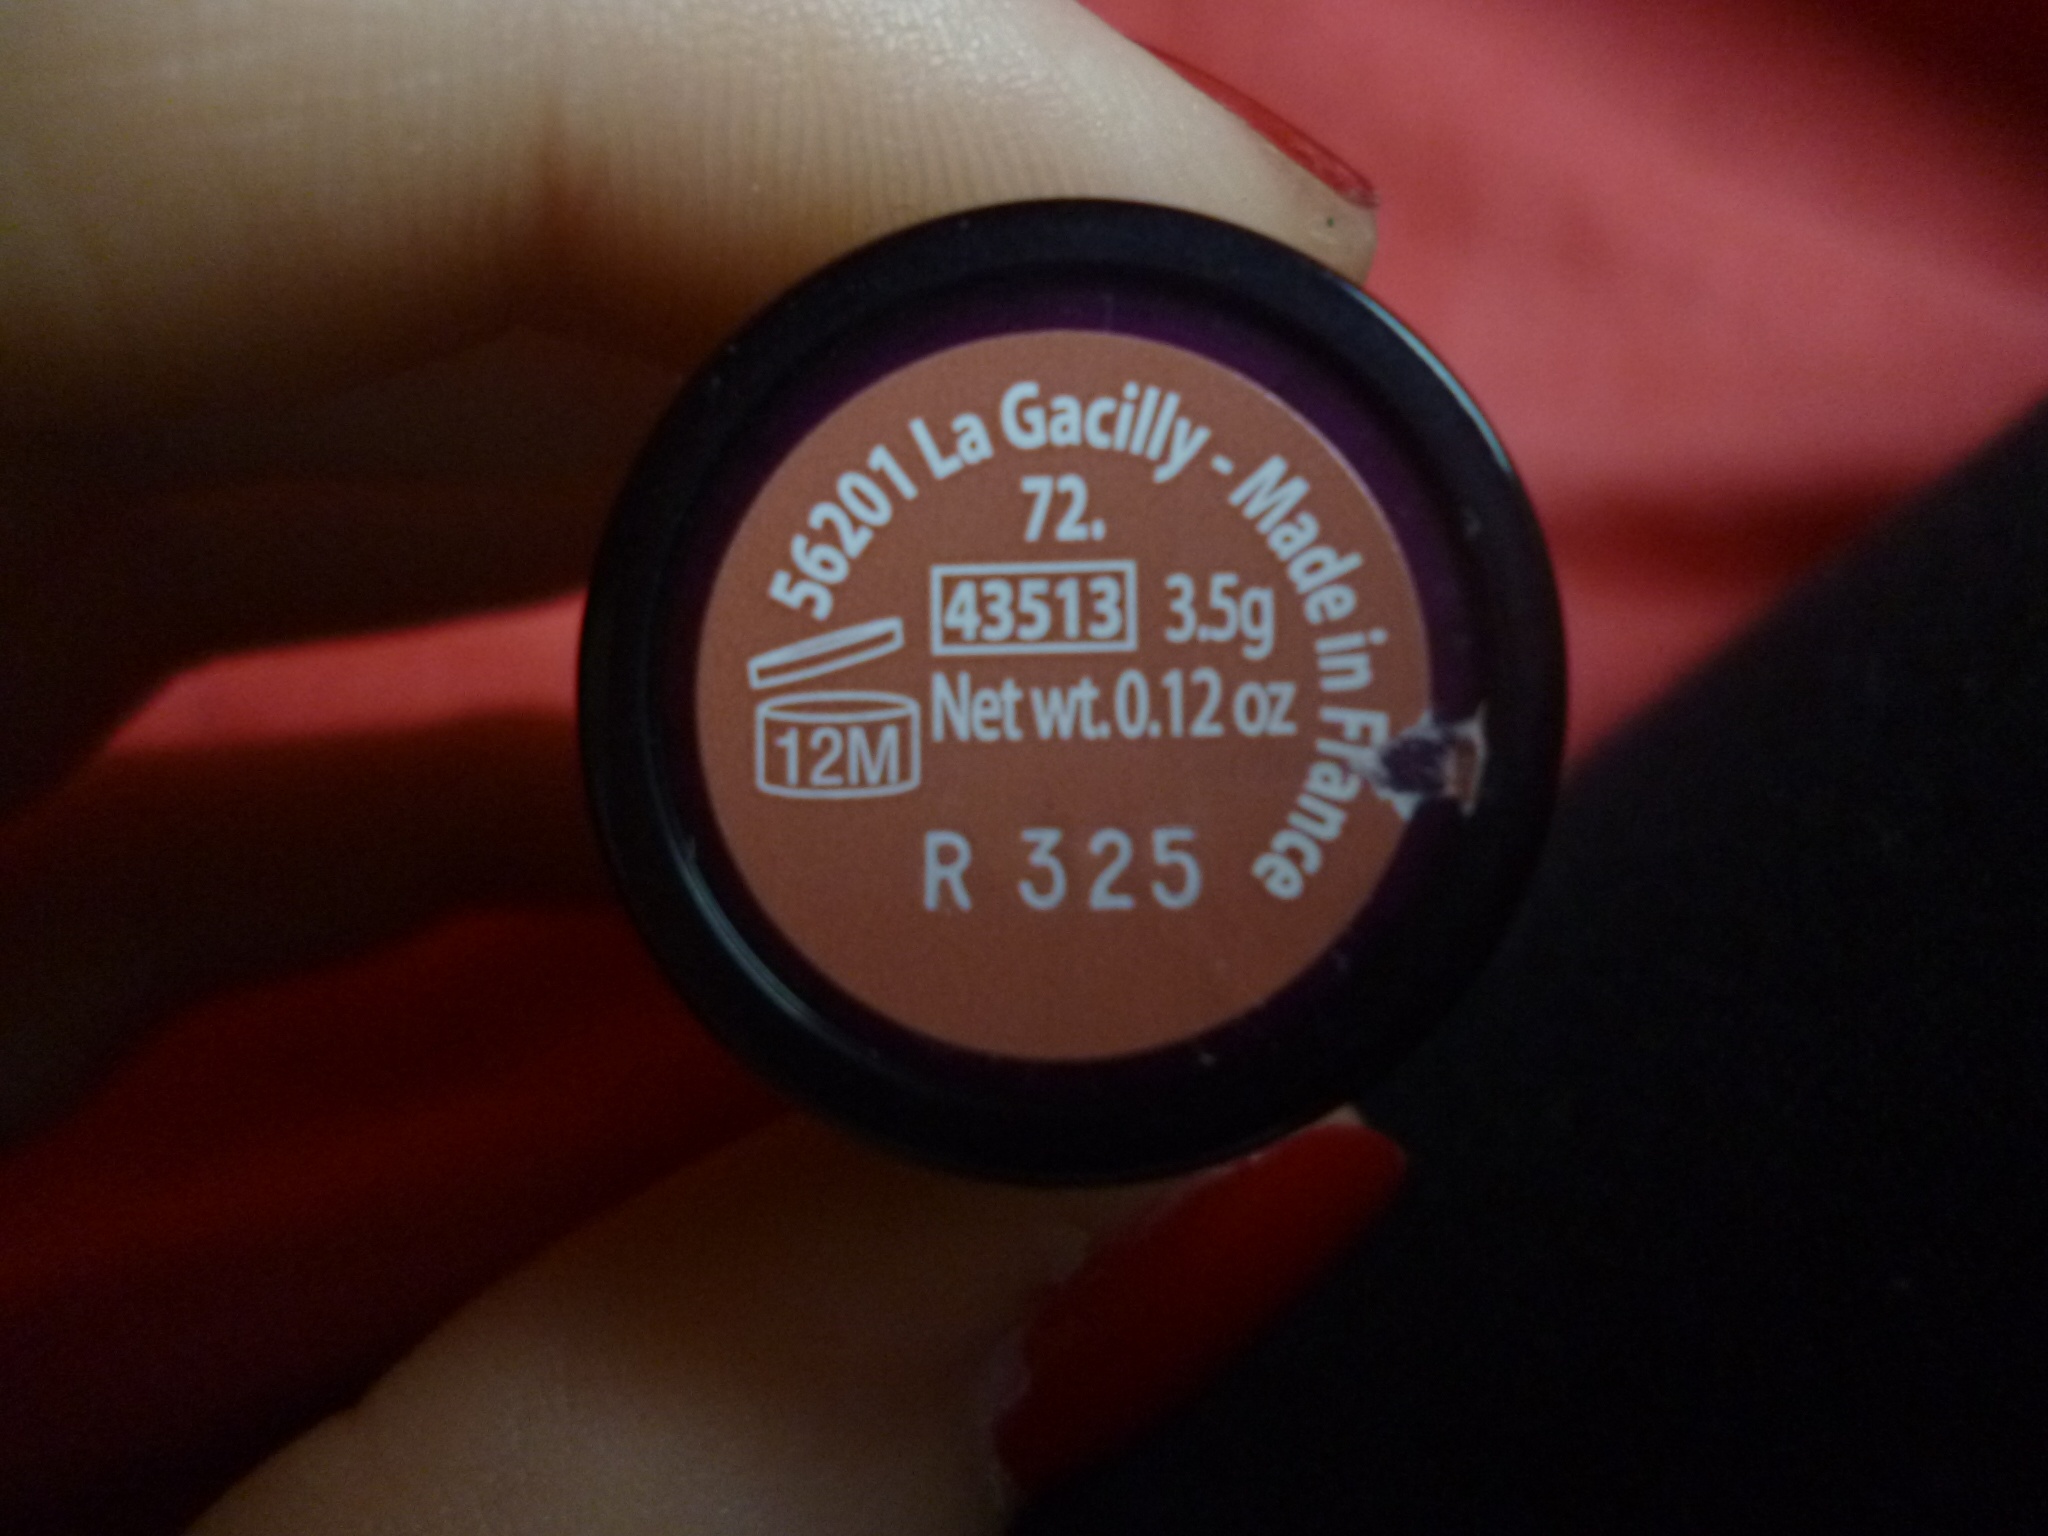 56201 La Gacilly - Made in France
72.
43513 3.5g
Net wt. 0.12 oz
12M
R 325